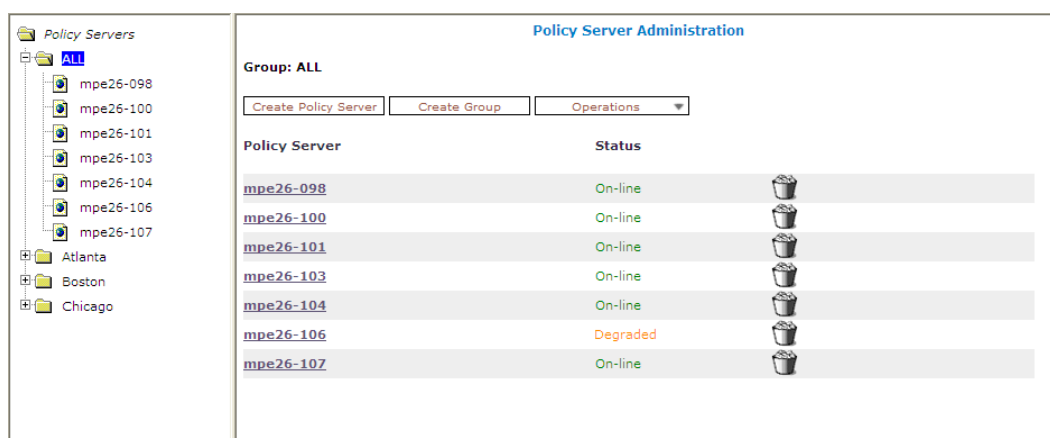 Policy Servers
ALL
mpe26-098
mpe26-100
mpe26-101
mpe26-103
mpe26-104
mpe26-106
mpe26-107
Atlanta
Boston
Chicago
Policy Server Administration
Group: ALL
Create Policy Server Create Group Operations
Policy Server Status
mpe26-098 On-line
mpe26-100 On-line
mpe26-101 On-line
mpe26-103 On-line
mpe26-104 On-line
mpe26-106 Degraded
mpe26-107 On-line